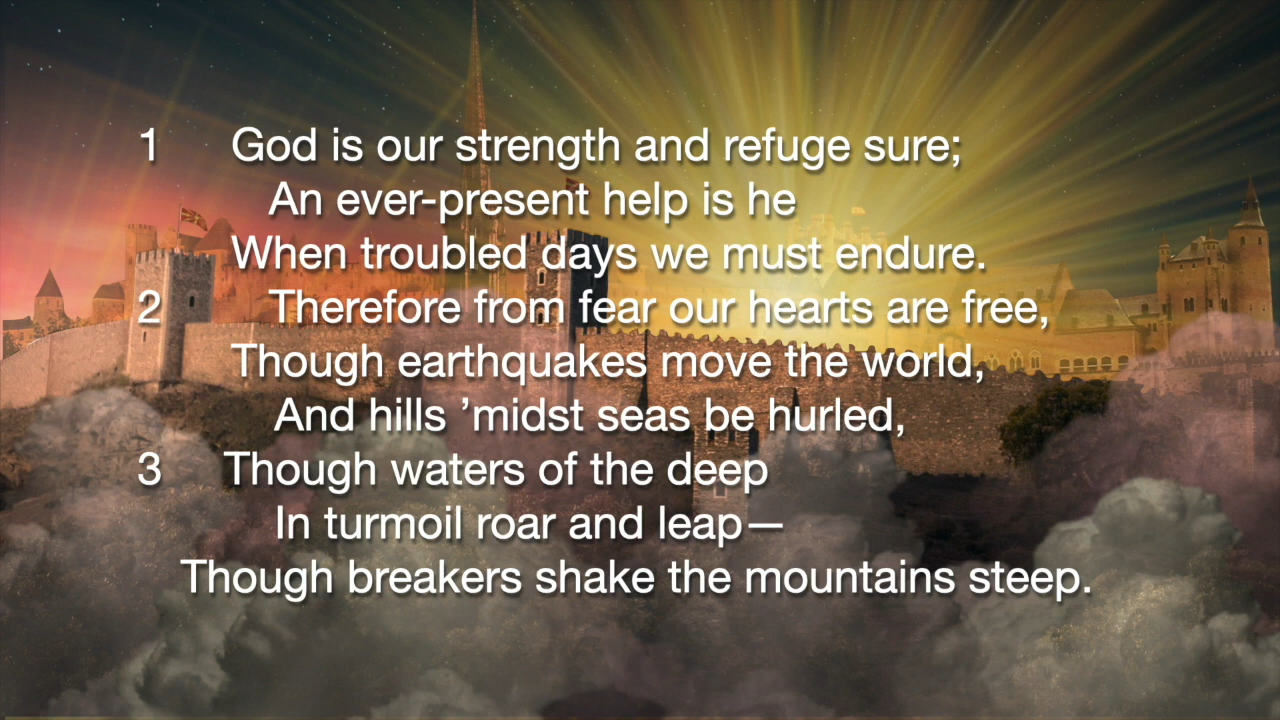 1 God is our strength and refuge sure;
An ever-present help is he
When troubled days we must endure.
2 Therefore from fear our hearts are free,
Though earthquakes move the world,
And hills ’midst seas be hurled,
3 Though waters of the deep
In turmoil roar and leap—
Though breakers shake the mountains steep.